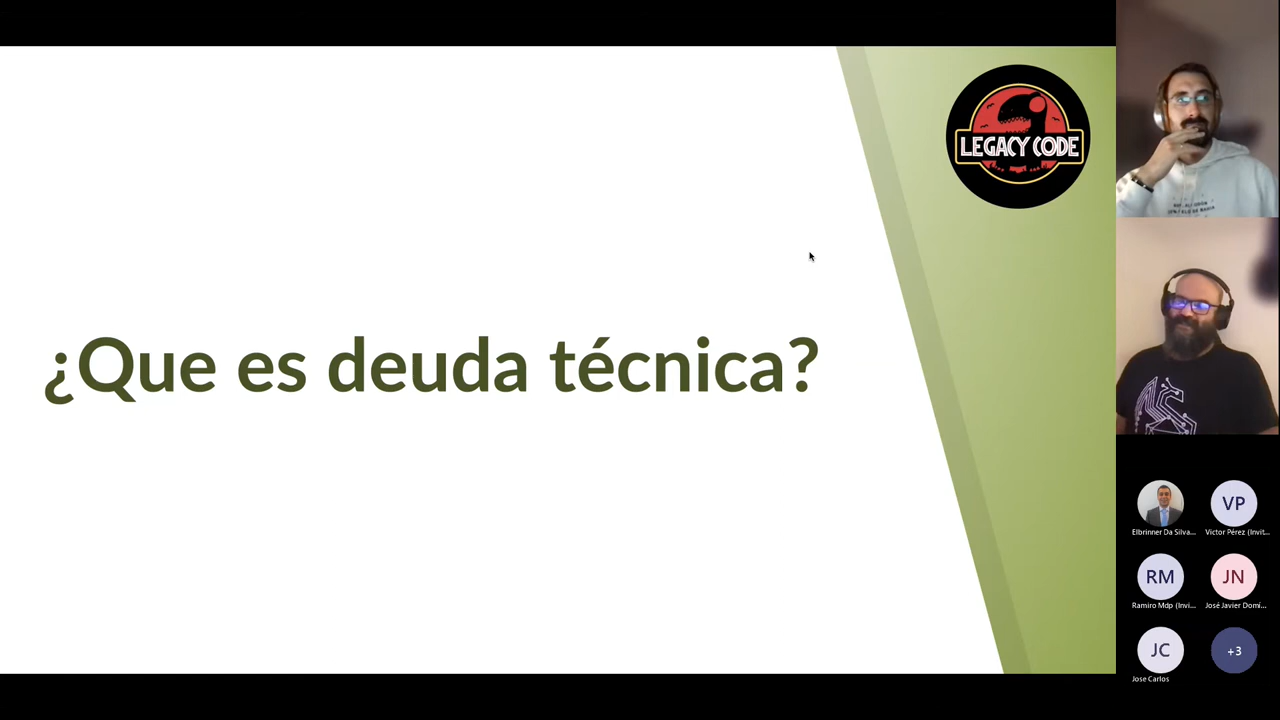 LEGACY CODE
¿Que es deuda técnica?
Elbrinner Da Silva...
VP
Victor Pérez (Invit...
RM
Ramiro Mdp (Invi...
JN
José Javier Domí...
JC
Jose Carlos
+3